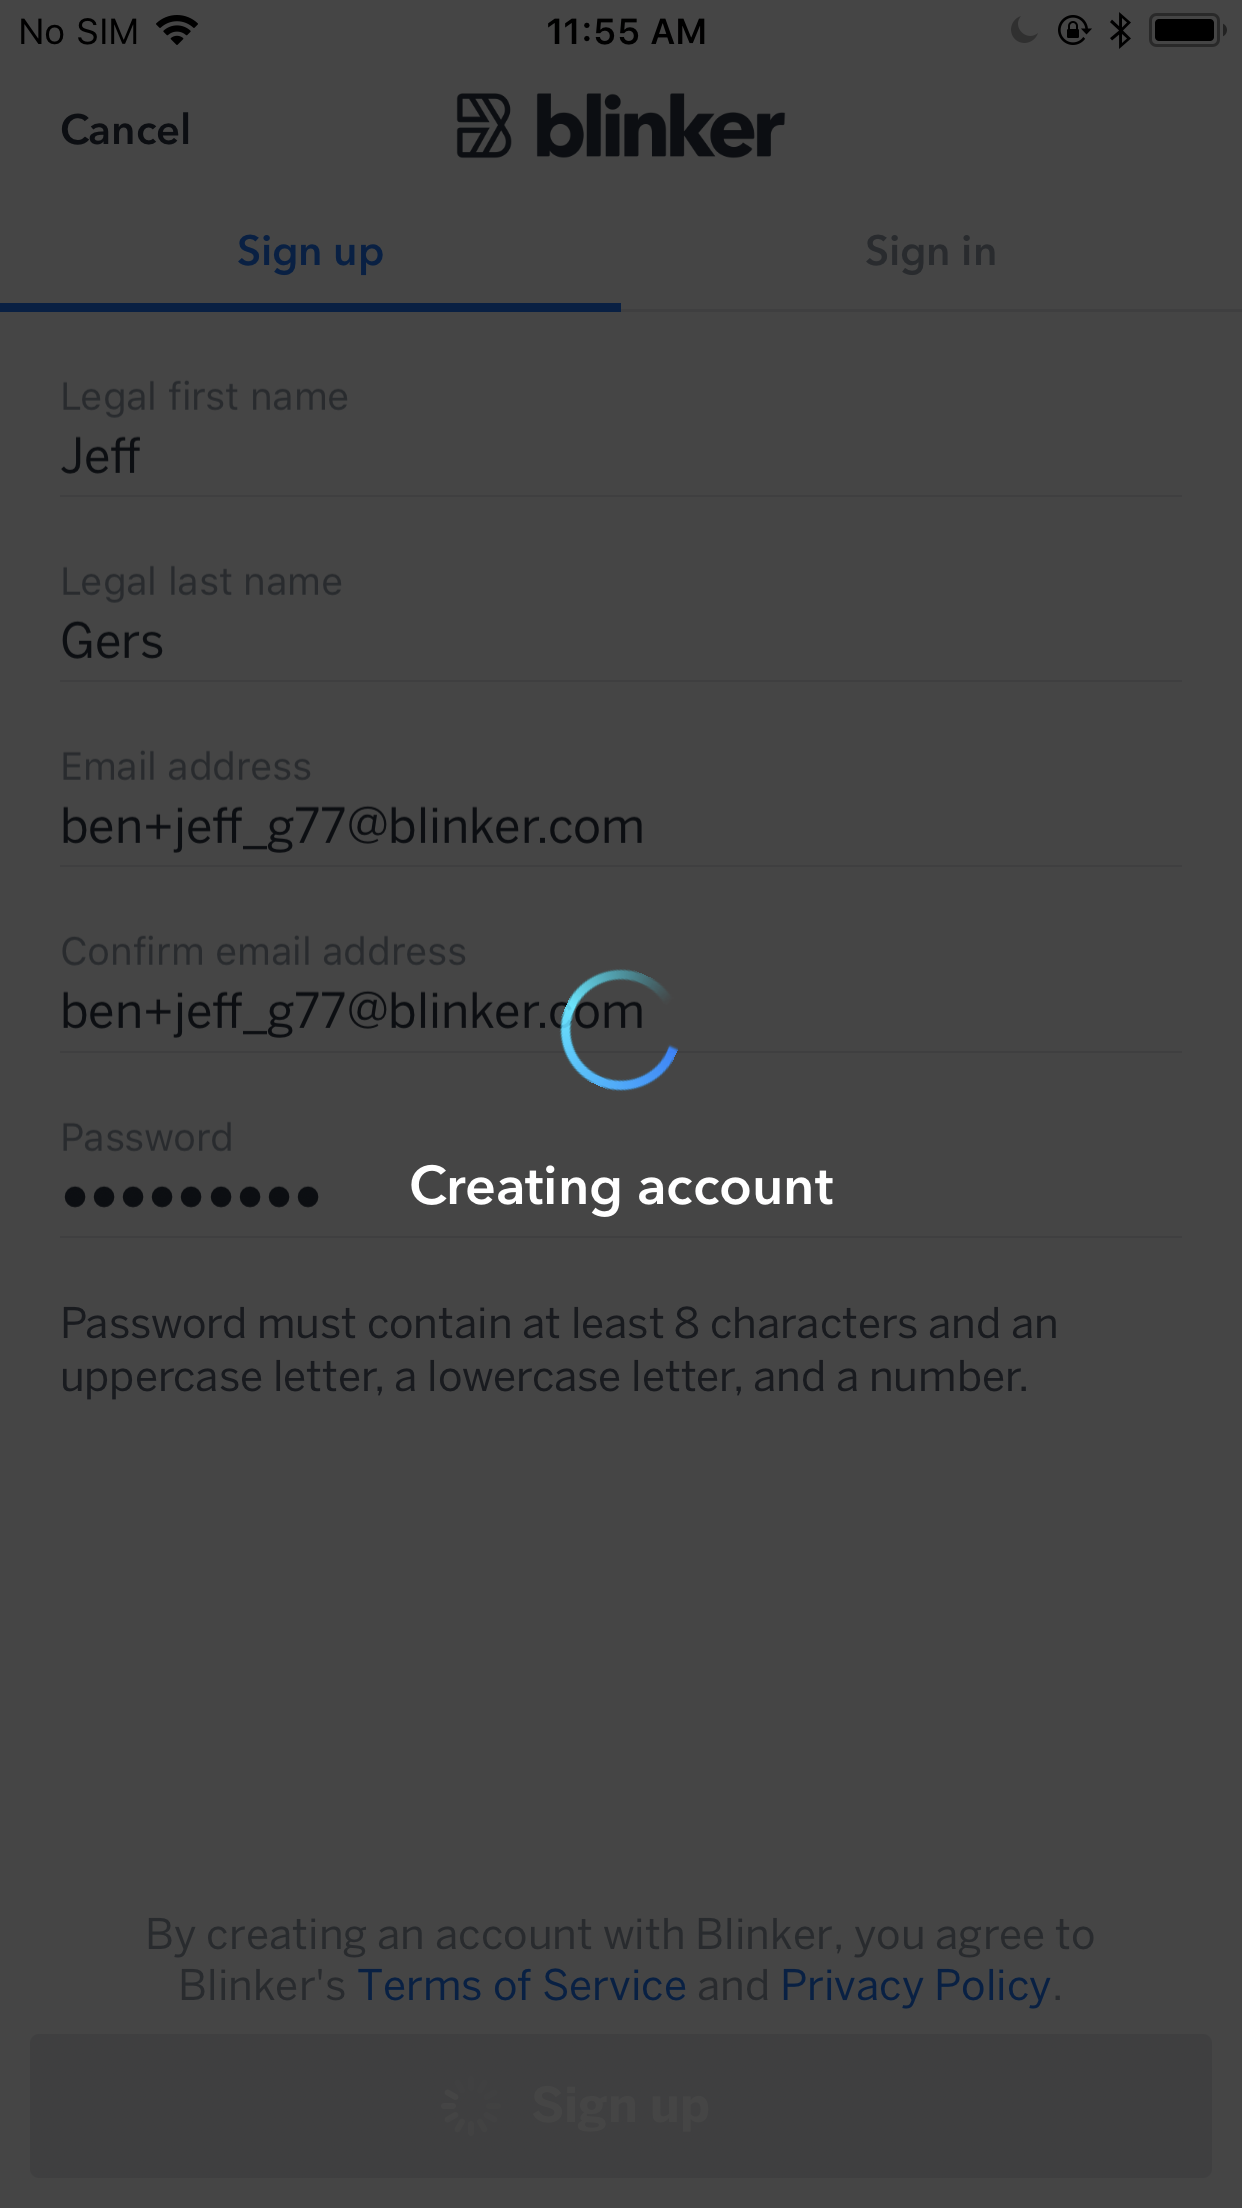 No SIM 11:55 AM
Cancel blinker
Sign up Sign in
Legal first name
Jeff
Legal last name
Gers
Email address
ben+jeff_g77@blinker.com
Confirm email address
ben+jeff_g77@blinker.com
Password
●●●●●●●●●
Creating account
Password must contain at least 8 characters and an
uppercase letter, a lowercase letter, and a number.
By creating an account with Blinker, you agree to
Blinker's Terms of Service and Privacy Policy.
Sign up